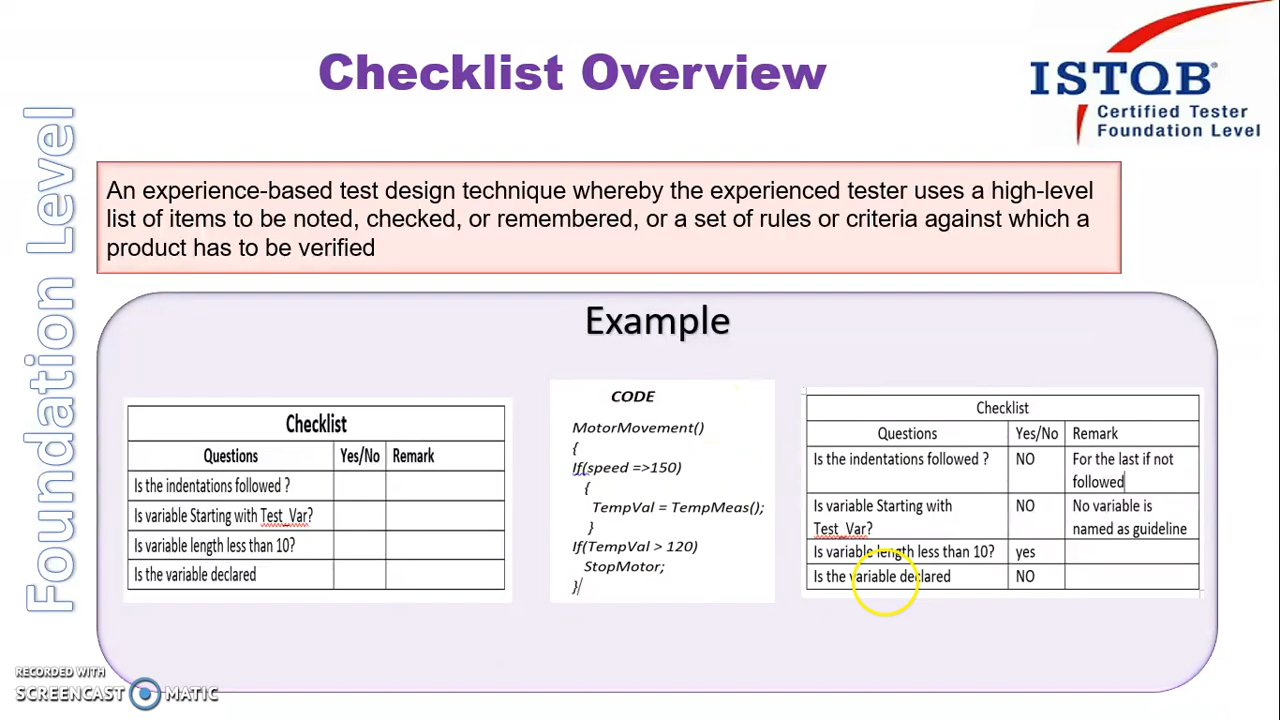 Checklist Overview
ISTQB®
Certified Tester
Foundation Level
Foundation Level
An experience-based test design technique whereby the experienced tester uses a high-level
list of items to be noted, checked, or remembered, or a set of rules or criteria against which a
product has to be verified
Example
Checklist
Questions Yes/No Remark
Is the indentations followed ?
Is variable Starting with Test_Var?
Is variable length less than 10?
Is the variable declared
CODE
MotorMovement()
{
If(speed =>150)
{
TempVal = TempMeas();
}
If(TempVal > 120)
StopMotor;
}
Checklist
Questions Yes/No Remark
Is the indentations followed ? NO For the last if not
followed
Is variable Starting with NO No variable is
Test_Var? named as guideline
Is variable length less than 10? yes
Is the variable declared NO
RECORDED WITH
SCREENCAST MATIC